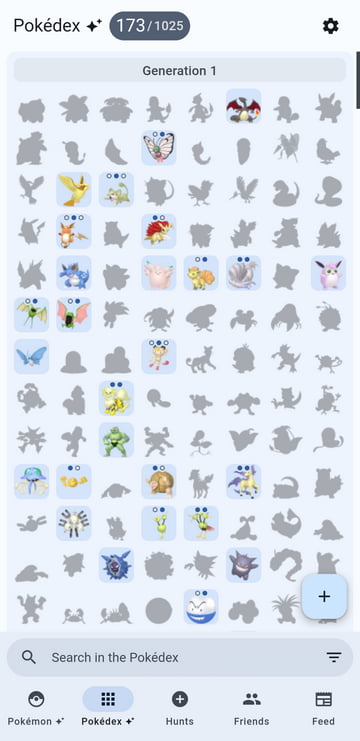 Pokédex 173/1025
Generation 1
Search in the Pokédex
Pokémon Pokédex Hunts Friends Feed